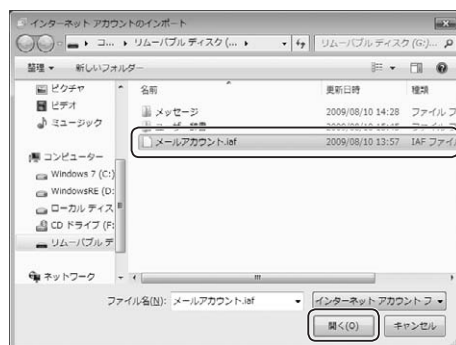 インターネット アカウントのインポート
コ... リムーバブル ディスク (... リムーバブル ディスク (G:)...
整理 新しいフォルダー
ピクチャ 名前 更新日時 種類
ビデオ
ミュージック
メッセージ 2009/08/10 14:28 ファイル フ
メールアカウント.iaf 2009/08/10 13:57 IAF ファイル
コンピューター
Windows 7 (C:)
WindowsRE (D:
ローカル ディス
CD ドライブ (F:
リムーバブル デ
ネットワーク
ファイル名(N): メールアカウント.iaf インターネット アカウント フ
開く(O) キャンセル